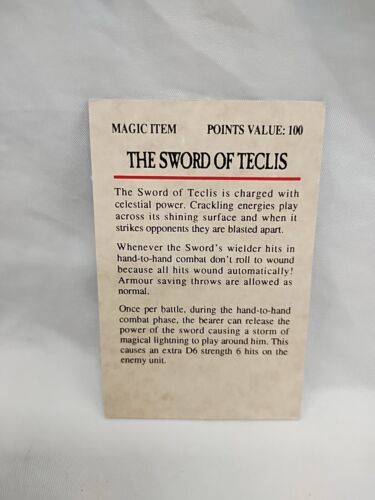 MAGIC ITEM POINTS VALUE: 100
THE SWORD OF TECLIS
The Sword of Teclis is charged with
celestial power. Crackling energies play
across its shining surface and when it
strikes opponents they are blasted apart.
Whenever the Sword's wielder hits in
hand-to-hand combat don't roll to wound
because all hits wound automatically!
Armour saving throws are allowed as
normal.
Once per battle, during the hand-to-hand
combat phase, the bearer can release the
power of the sword causing a storm of
magical lightning to play around him. This
causes an extra D6 strength 6 hits on the
enemy unit.